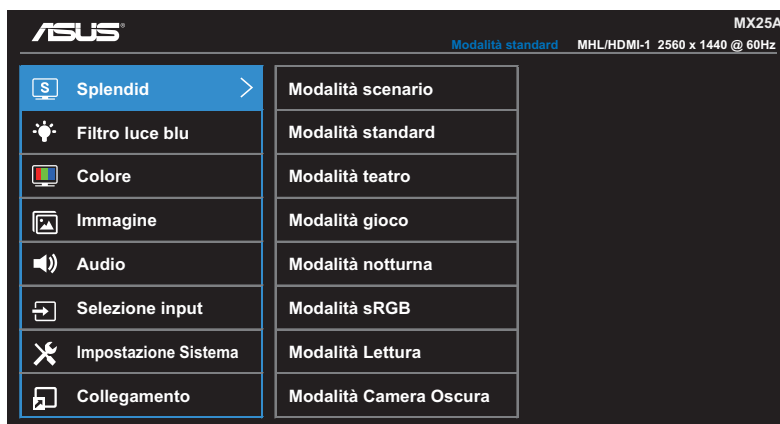 ASUS
MX25A
Modalità standard MHL/HDMI-1 2560 x 1440 @ 60Hz
S Splendid
Filtro luce blu
Colore
Immagine
Audio
Selezione input
Impostazione Sistema
Collegamento
Modalità scenario
Modalità standard
Modalità teatro
Modalità gioco
Modalità notturna
Modalità sRGB
Modalità Lettura
Modalità Camera Oscura